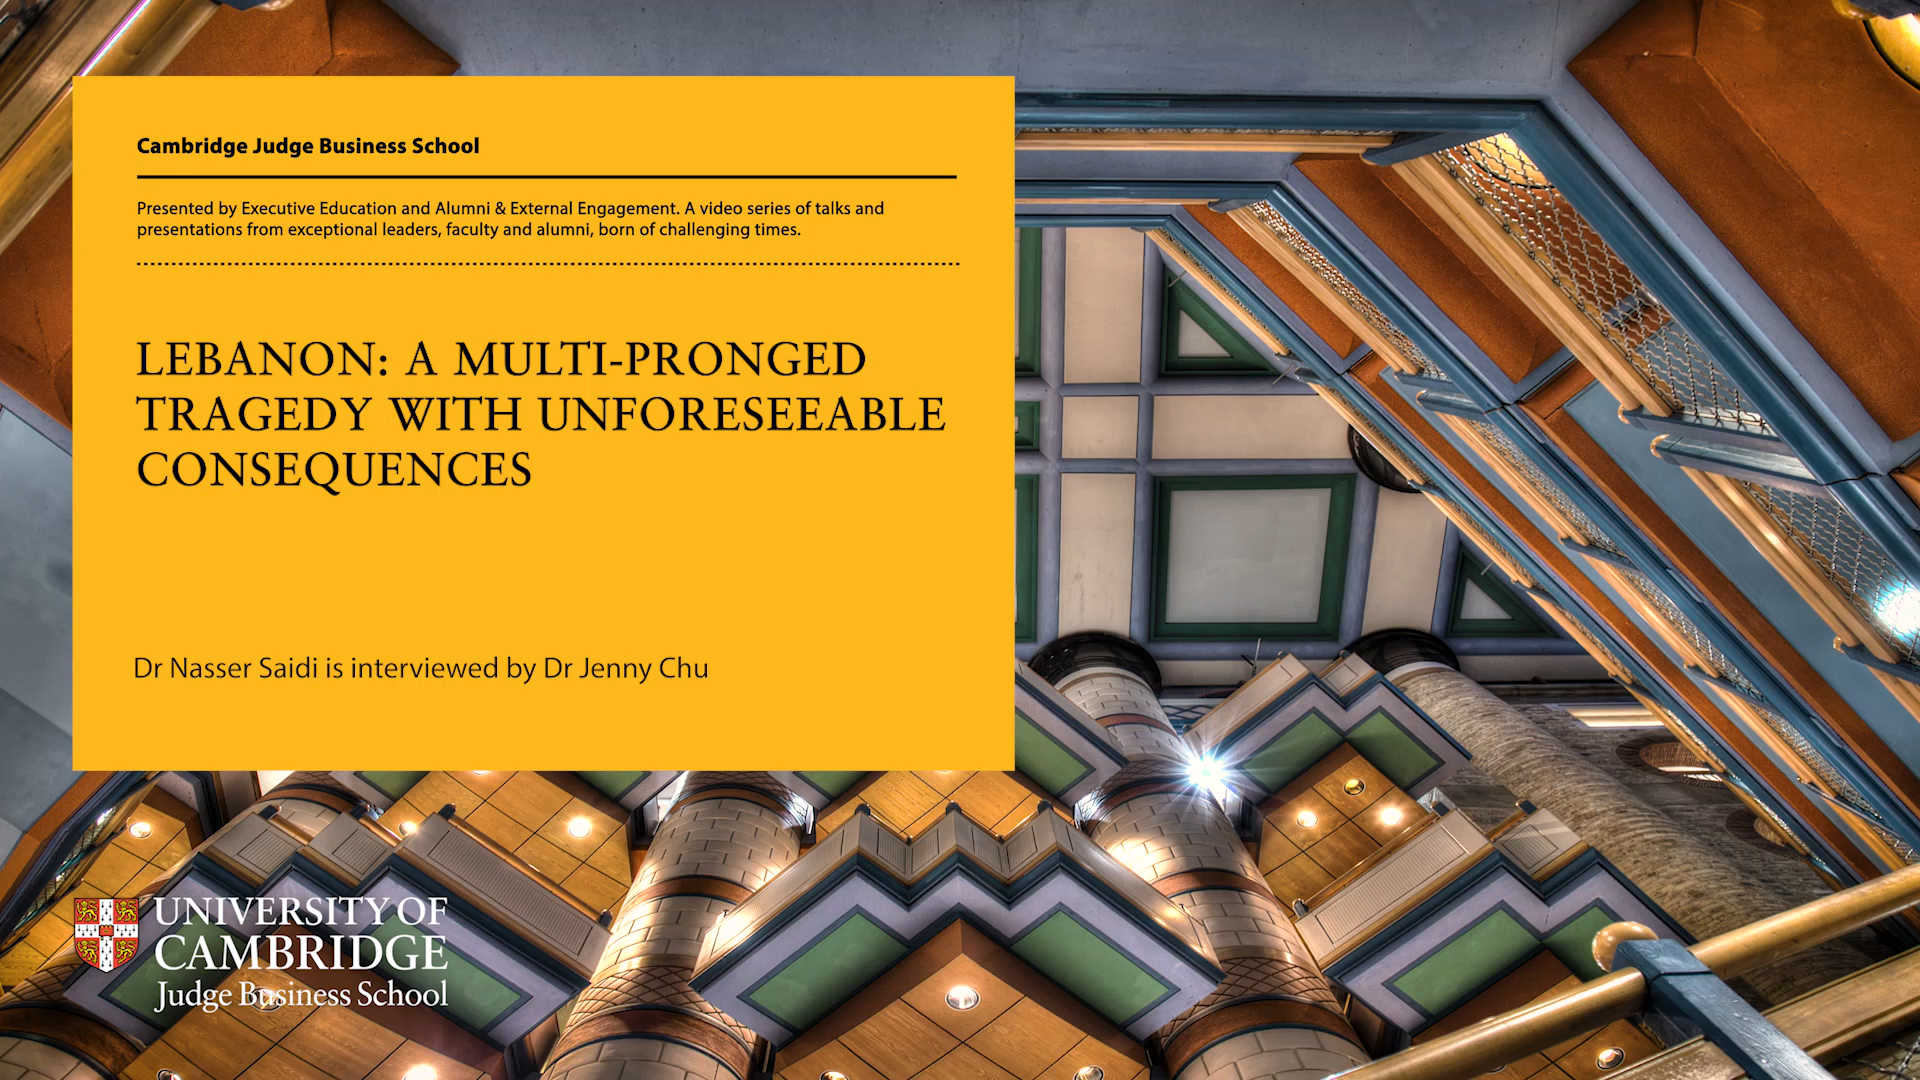 Cambridge Judge Business School
Presented by Executive Education and Alumni & External Engagement. A video series of talks and
presentations from exceptional leaders, faculty and alumni, born of challenging times.
LEBANON: A MULTI-PRONGED
TRAGEDY WITH UNFORESEEABLE
CONSEQUENCES
Dr Nasser Saidi is interviewed by Dr Jenny Chu
UNIVERSITY OF
CAMBRIDGE
Judge Business School